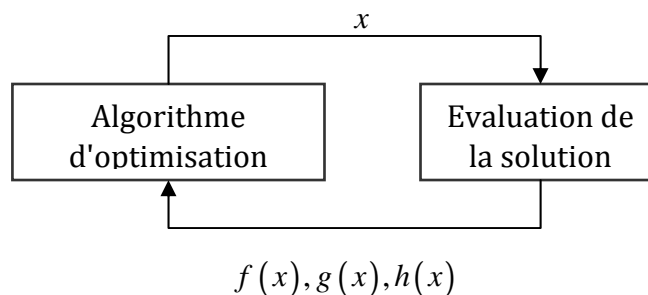 x
Algorithme
d'optimisation
Evaluation de
la solution
f(x), g(x), h(x)